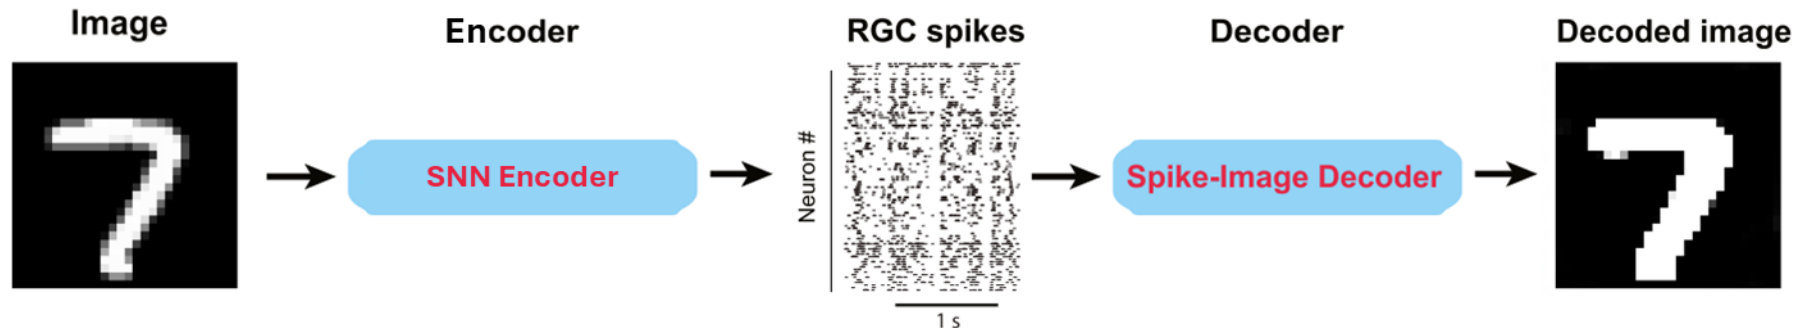 Image
Encoder
RGC spikes
Decoder
Decoded image
SNN Encoder
Neuron #
Spike-Image Decoder
1 s